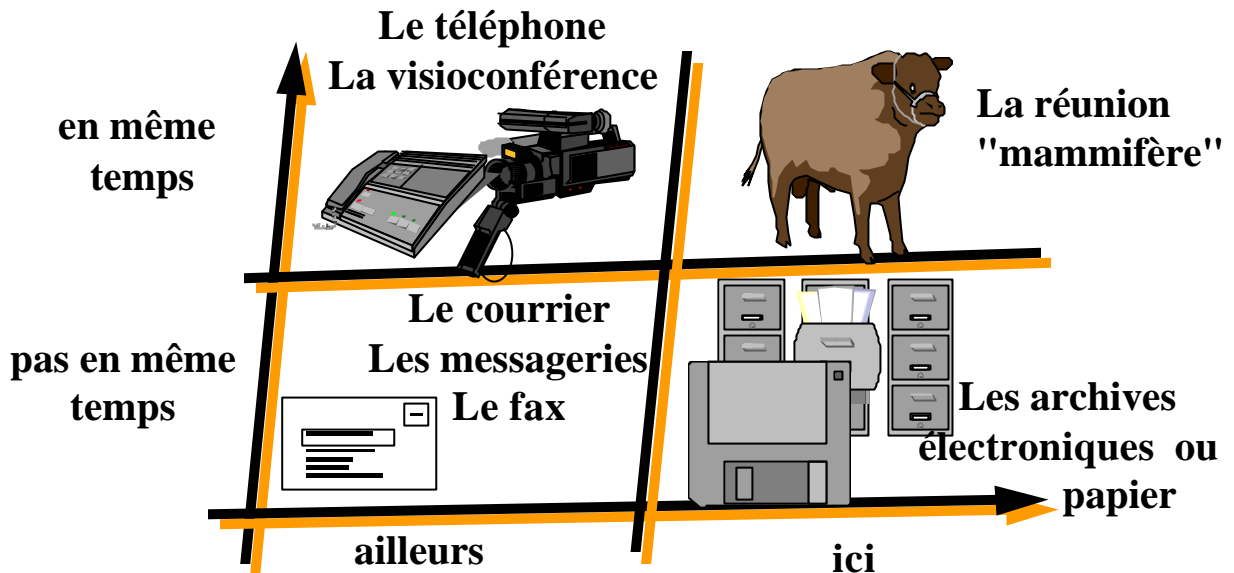 Le téléphone
La visioconférence
en même
temps
La réunion
"mammifère"
Le courrier
Les messageries
Le fax
pas en même
temps
Les archives
électroniques ou
papier
ailleurs
ici